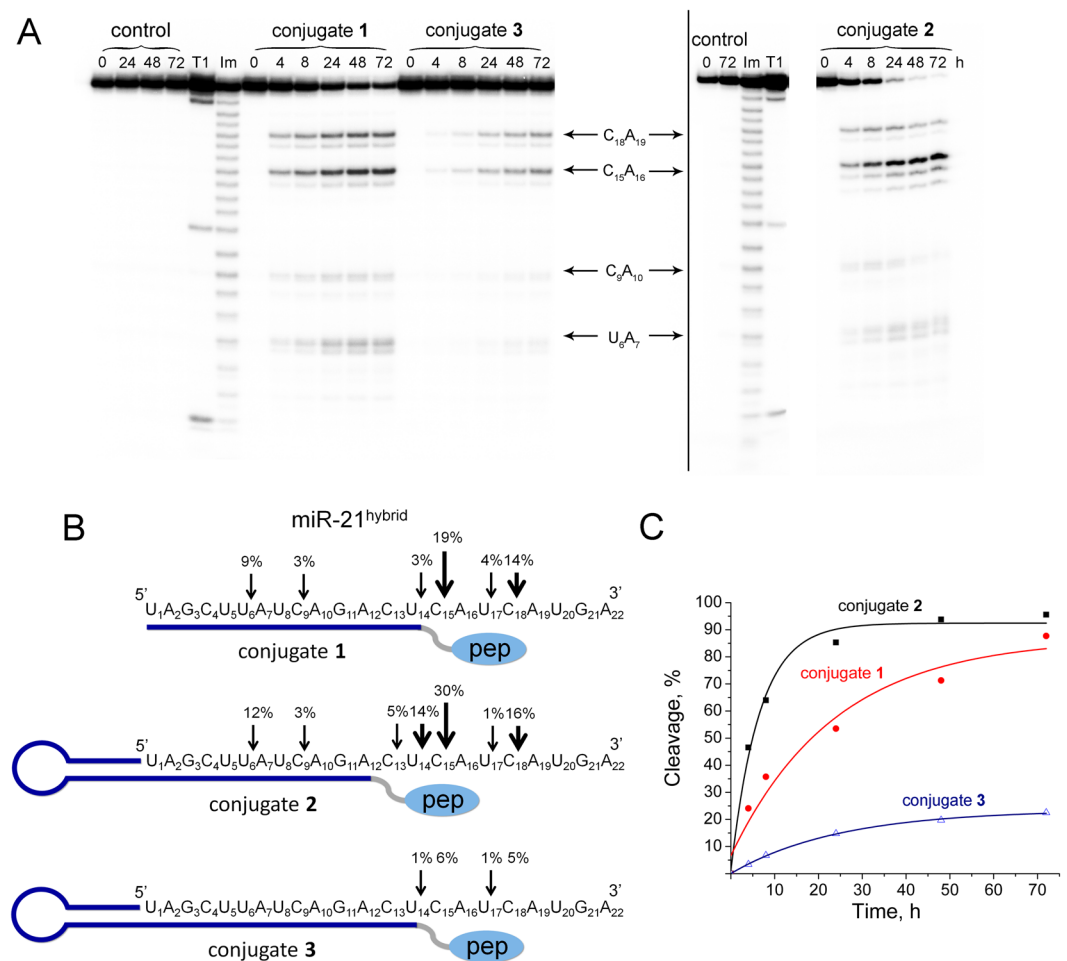 A
control conjugate 1 conjugate 3
0 24 48 72 T1 Im 0 4 8 24 48 72 0 4 8 24 48 72
control conjugate 2
0 72 Im T1 0 4 8 24 48 72 h
C18A19
C15A16
C9A10
U6A7
B
miR-21hybrid
9% 3% 3% 19% 4% 14%
5' 3'
U1A2G3C4U5U6A7U8C9A10G11A12C13U14C15A16U17C18A19U20G21A22
conjugate 1 pep
12% 3% 5% 14% 30% 1% 16%
5' 3'
U1A2G3C4U5U6A7U8C9A10G11A12C13U14C15A16U17C18A19U20G21A22
conjugate 2 pep
1% 6% 1% 5%
5' 3'
U1A2G3C4U5U6A7U8C9A10G11A12C13U14C15A16U17C18A19U20G21A22
conjugate 3 pep
C
Cleavage, %
100
90
80
70
60
50
40
30
20
10
conjugate 2
conjugate 1
conjugate 3
0 10 20 30 40 50 60 70
Time, h